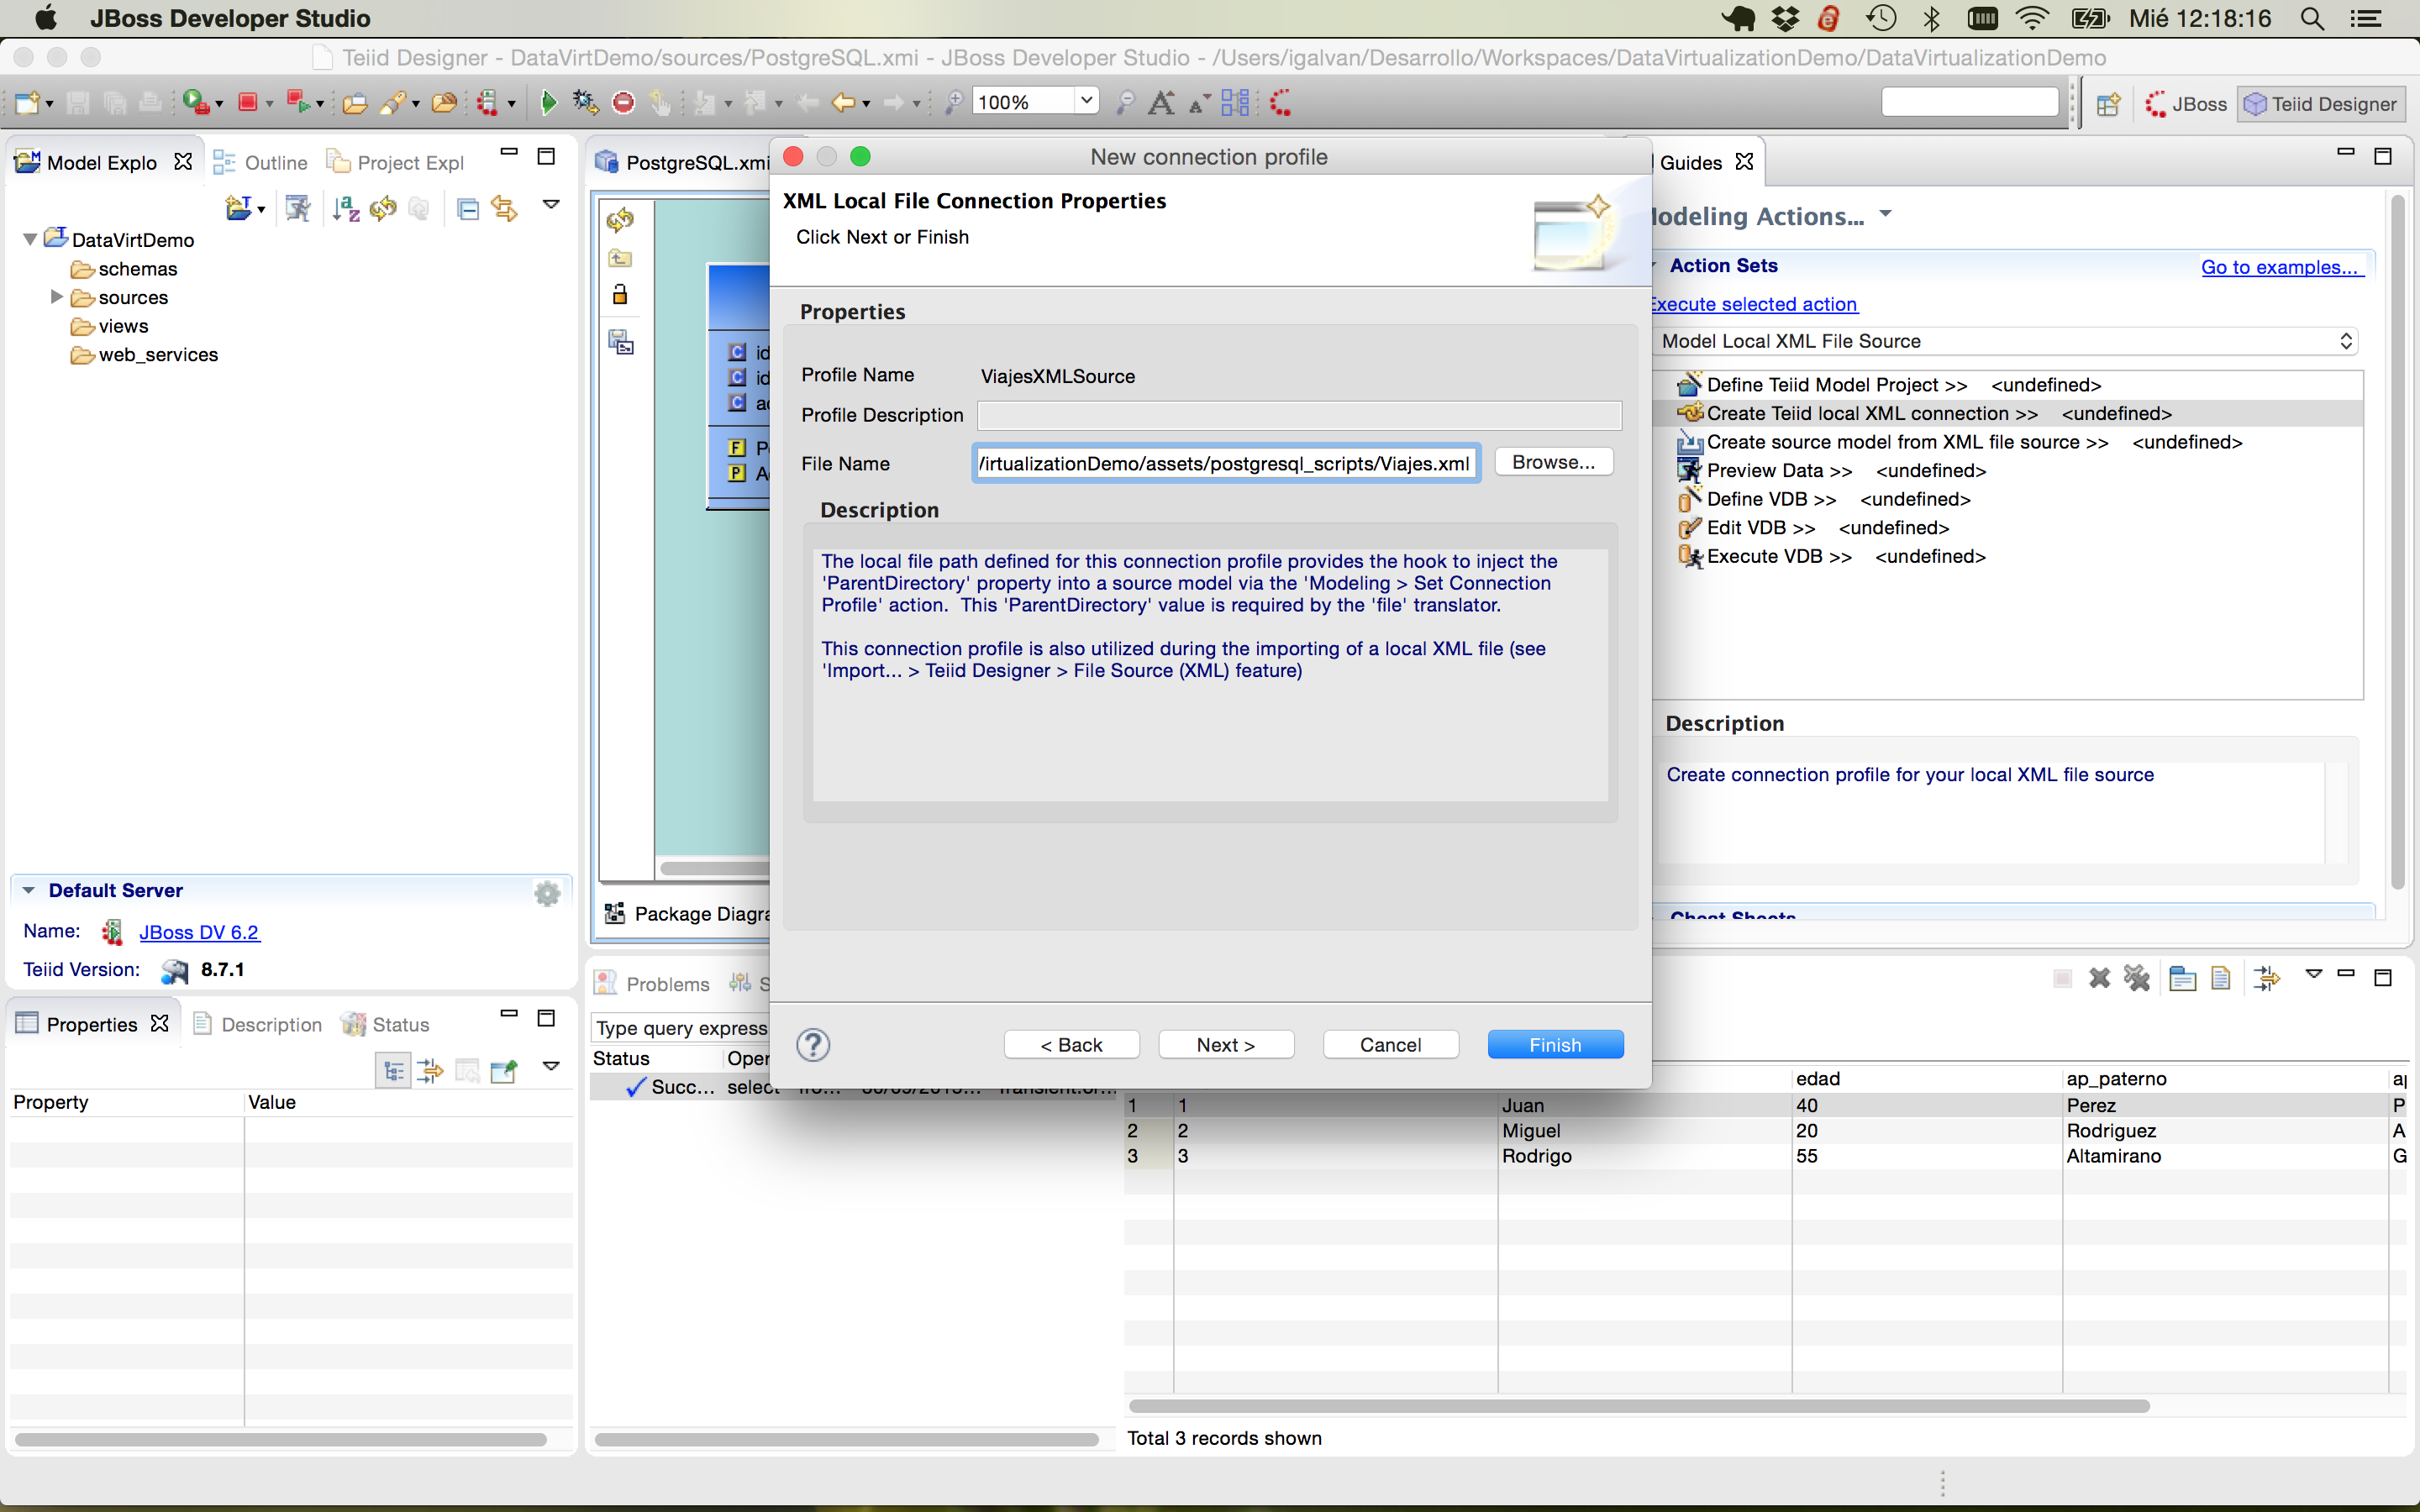 JBoss Developer Studio
Mié 12:18:16
Teiid Designer - DataVirtDemo/sources/PostgreSQL.xmi - JBoss Developer Studio - /Users/igalvan/Desarrollo/Workspaces/DataVirtualizationDemo/DataVirtualizationDemo
100%
JBoss
Teiid Designer
Model Explo
Outline
Project Expl
DataVirtDemo
schemas
sources
views
web_services
Default Server
Name: JBoss DV 6.2
Teiid Version: 8.7.1
Properties
Description
Status
Property Value
PostgreSQL.xmi
Package Diagra
New connection profile
XML Local File Connection Properties
Click Next or Finish
Properties
Profile Name ViajesXMLSource
Profile Description
File Name /irtualizationDemo/assets/postgresql_scripts/Viajes.xml Browse...
Description
The local file path defined for this connection profile provides the hook to inject the
'ParentDirectory' property into a source model via the 'Modeling > Set Connection
Profile' action.  This 'ParentDirectory' value is required by the 'file' translator.
This connection profile is also utilized during the importing of a local XML file (see
'Import... > Teiid Designer > File Source (XML) feature)
< Back
Next >
Cancel
Finish
Guides
odeling Actions...
Action Sets
Go to examples...
Execute selected action
Model Local XML File Source
Define Teiid Model Project >> <undefined>
Create Teiid local XML connection >> <undefined>
Create source model from XML file source >> <undefined>
Preview Data >> <undefined>
Define VDB >> <undefined>
Edit VDB >> <undefined>
Execute VDB >> <undefined>
Description
Create connection profile for your local XML file source
Cheat Sheets
Problems
S
Type query express
Status Oper
Succ... select
edad ap_paterno
1 1 Juan 40 Perez P
2 2 Miguel 20 Rodriguez A
3 3 Rodrigo 55 Altamirano G
Total 3 records shown